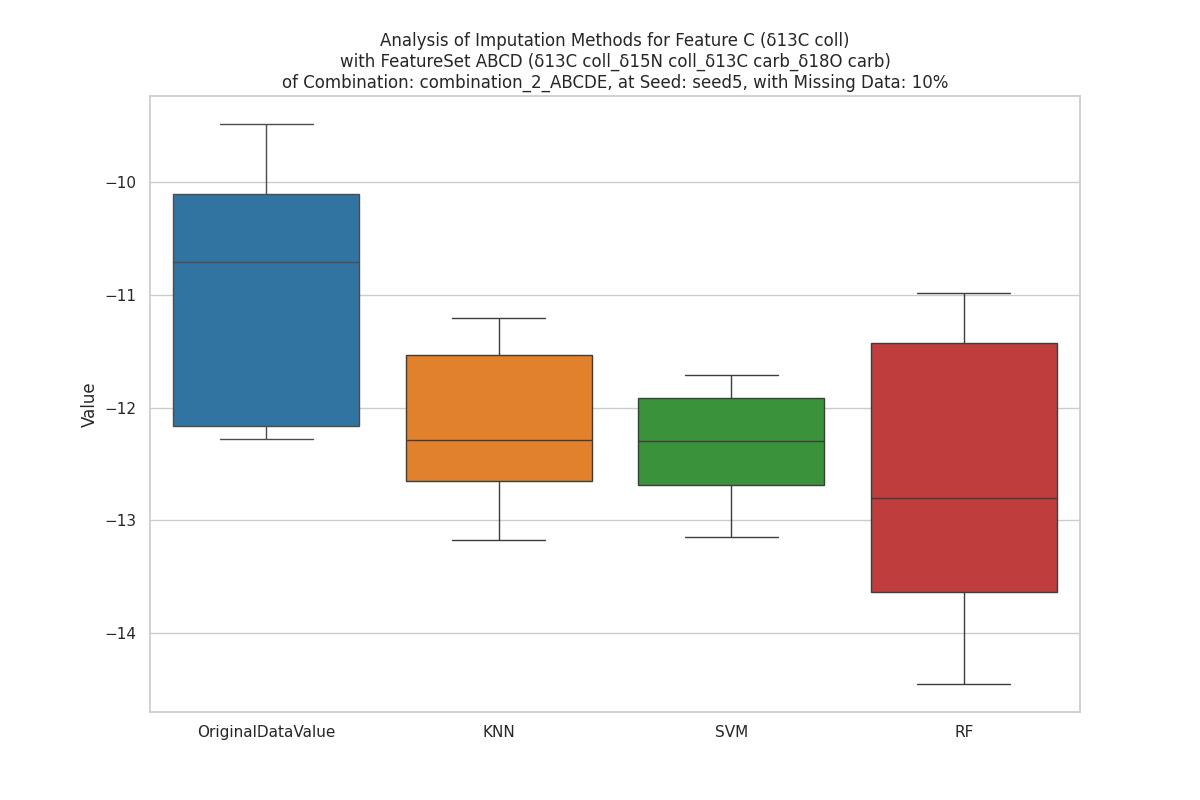 Analysis of Imputation Methods for Feature C (δ13C coll)
with FeatureSet ABCD (δ13C coll_δ15N coll_δ13C carb_δ18O carb)
of Combination: combination_2_ABCDE, at Seed: seed5, with Missing Data: 10%
−10
−11
−12
−13
−14
Value
OriginalDataValue
KNN
SVM
RF